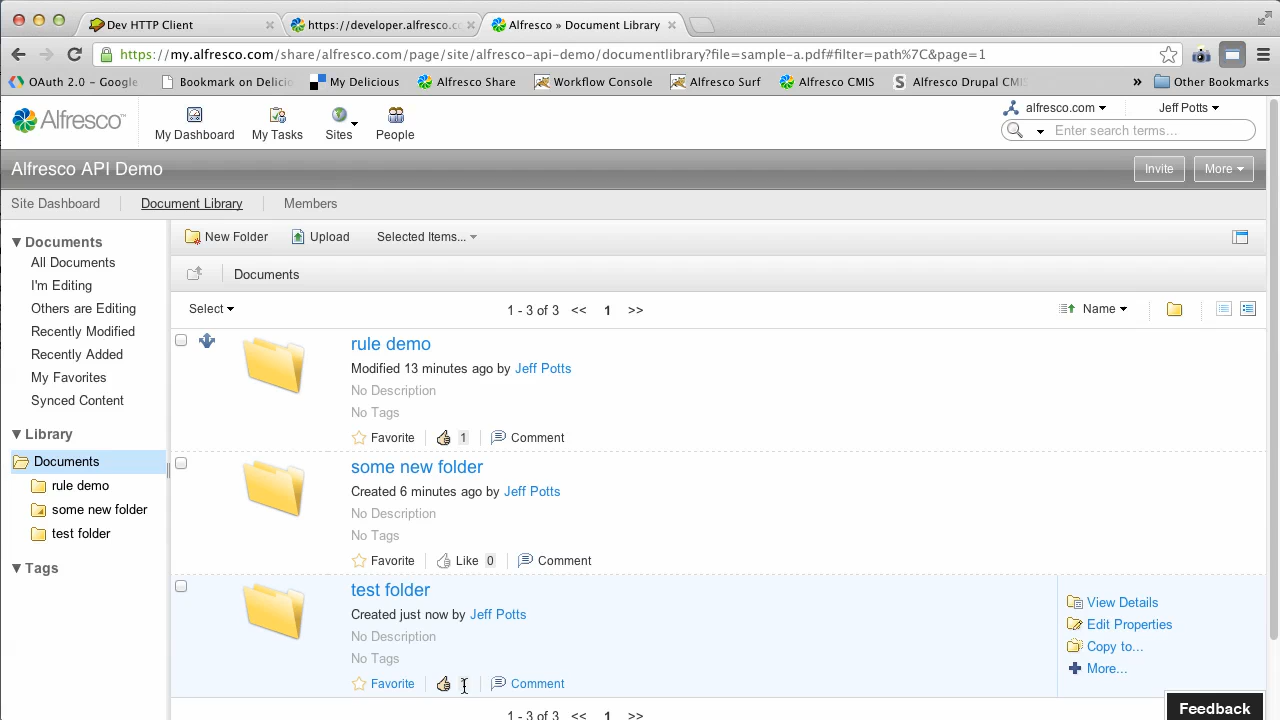 Dev HTTP Client
https://developer.alfresco.c
Alfresco » Document Library
https://my.alfresco.com/share/alfresco.com/page/site/alfresco-api-demo/documentlibrary?file=sample-a.pdf#filter=path%7C&page=1
OAuth 2.0 - Google
Bookmark on Delicio
My Delicious
Alfresco Share
Workflow Console
Alfresco Surf
Alfresco CMIS
Alfresco Drupal CMIS
»
Other Bookmarks
Alfresco™
My Dashboard
My Tasks
Sites
People
alfresco.com
Jeff Potts
Enter search terms...
Alfresco API Demo
Invite
More
Site Dashboard
Document Library
Members
Documents
All Documents
I'm Editing
Others are Editing
Recently Modified
Recently Added
My Favorites
Synced Content
Library
Documents
rule demo
some new folder
test folder
Tags
New Folder
Upload
Selected Items...
Documents
Select
1 - 3 of 3 << 1 >>
Name
rule demo
Modified 13 minutes ago by Jeff Potts
No Description
No Tags
Favorite 1 Comment
some new folder
Created 6 minutes ago by Jeff Potts
No Description
No Tags
Favorite Like 0 Comment
test folder
Created just now by Jeff Potts
No Description
No Tags
Favorite Comment
View Details
Edit Properties
Copy to...
More...
1 - 3 of 3 << 1 >>
Feedback